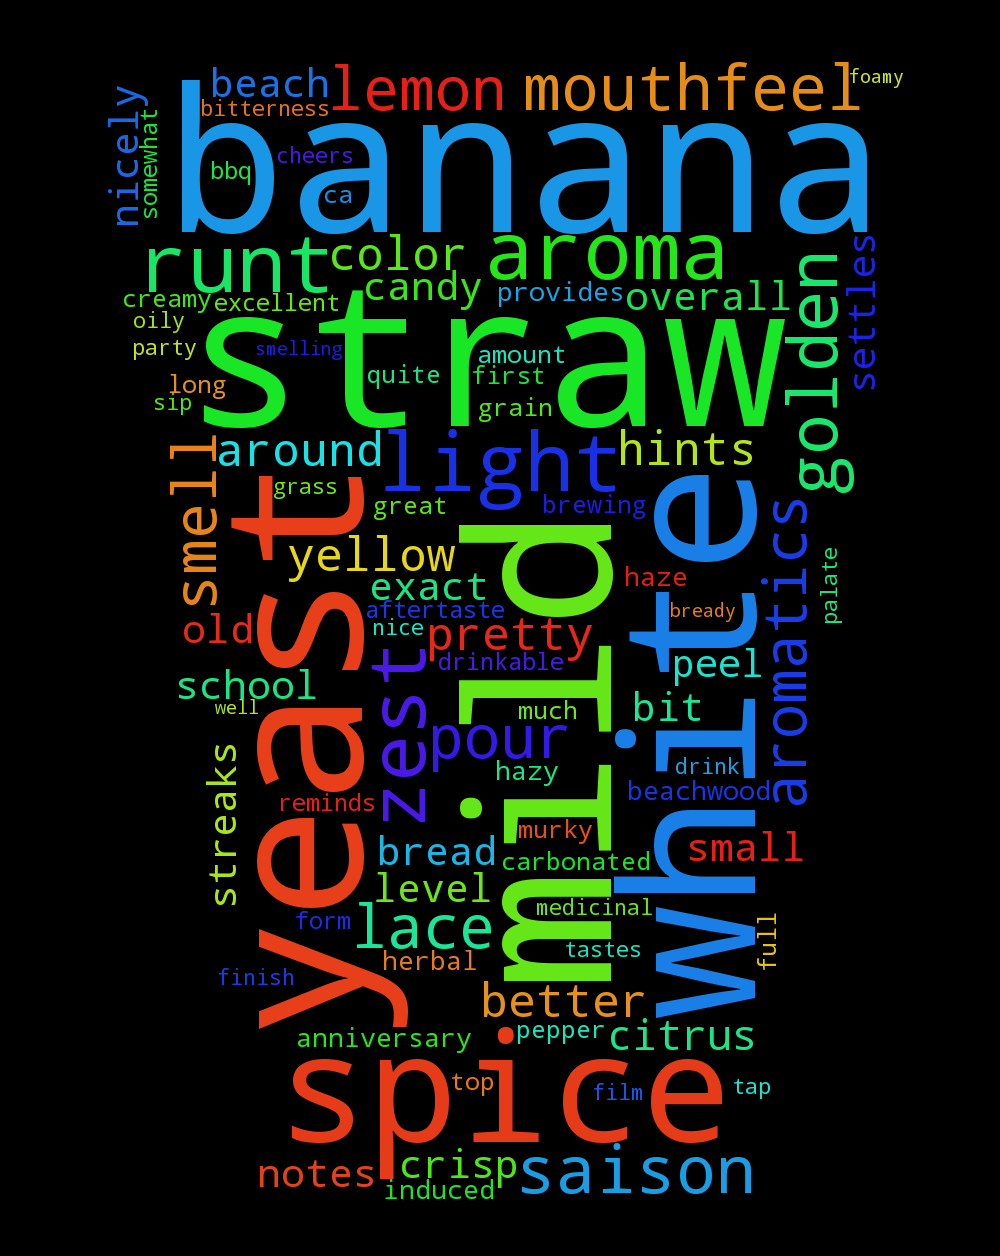 beach
lemon
mouthfeel
foamy
bitterness
nicely
somewhat
banana
cheers
bbq
ca
runt
color
aroma
golden
settles
candy
provides
overall
creamy
excellent
oily
straw
party
smelling
amount
quite
first
long
sip
grain
smell
around
light
hints
grass
great
brewing
yeast
mild
white
yellow
exact
haze
aromatics
palate
aftertaste
bready
old
nice
pretty
zest
drinkable
peel
school
well
much
bit
pour
streaks
hazy
drink
beachwood
reminds
murky
small
bread
carbonated
level
medicinal
form
lace
tastes
full
herbal
finish
better
anniversary
pepper
citrus
spice
top
film
tap
notes
crisp
saison
induced